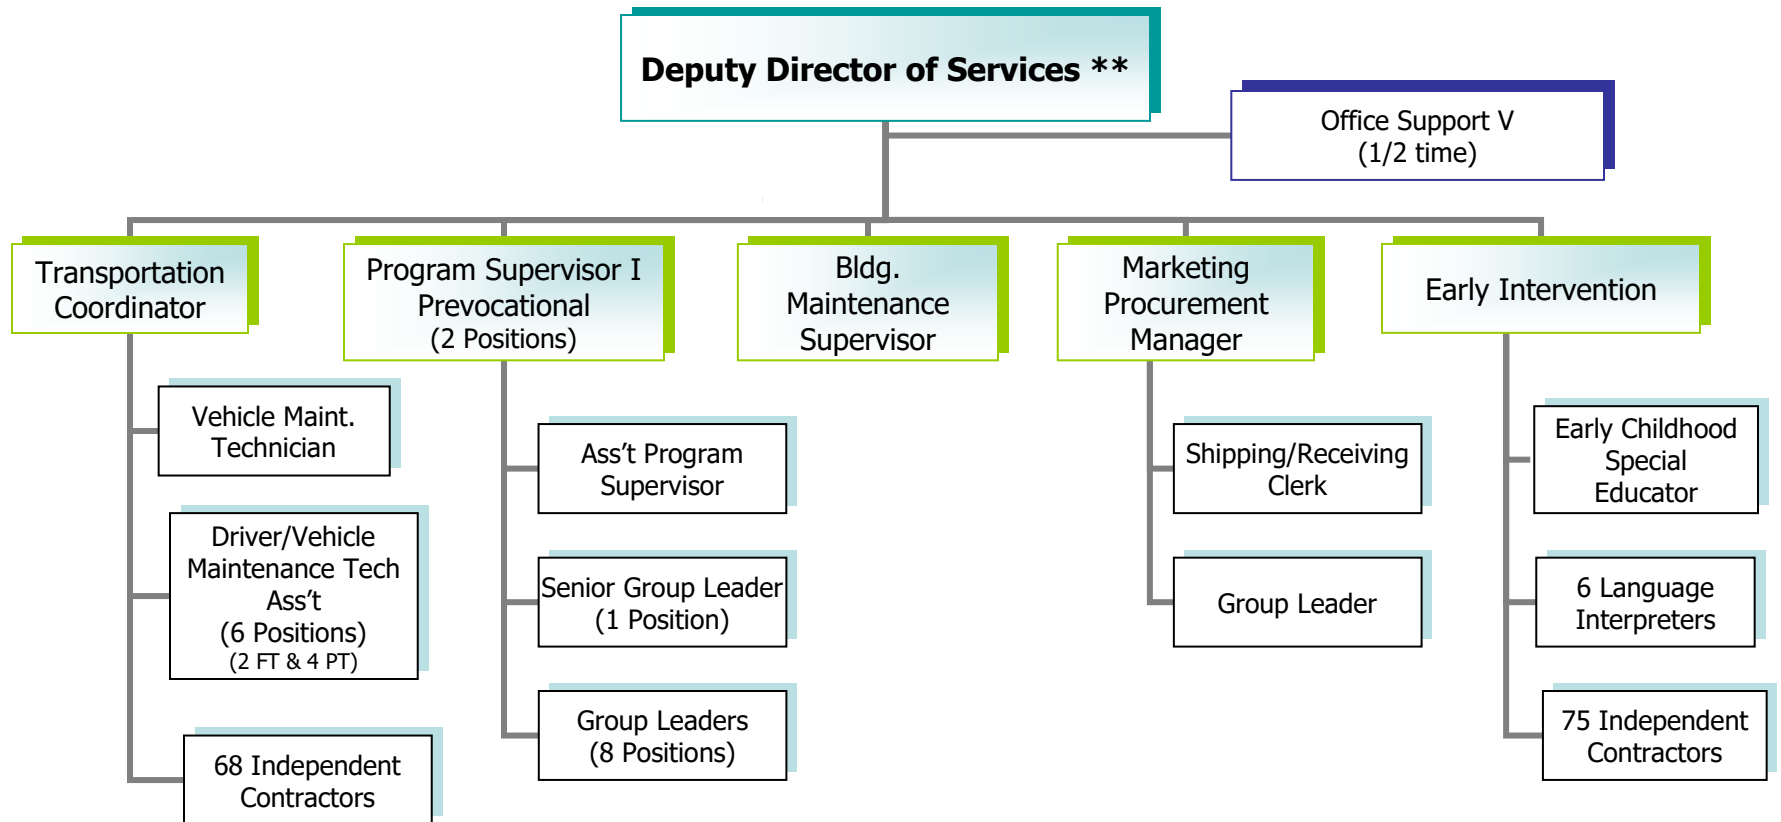 Deputy Director of Services **
Office Support V
(1/2 time)
Transportation
Coordinator
Program Supervisor I
Prevocational
(2 Positions)
Bldg.
Maintenance
Supervisor
Marketing
Procurement
Manager
Early Intervention
Vehicle Maint.
Technician
Driver/Vehicle
Maintenance Tech
Ass't
(6 Positions)
(2 FT & 4 PT)
68 Independent
Contractors
Ass't Program
Supervisor
Senior Group Leader
(1 Position)
Group Leaders
(8 Positions)
Shipping/Receiving
Clerk
Group Leader
Early Childhood
Special
Educator
6 Language
Interpreters
75 Independent
Contractors